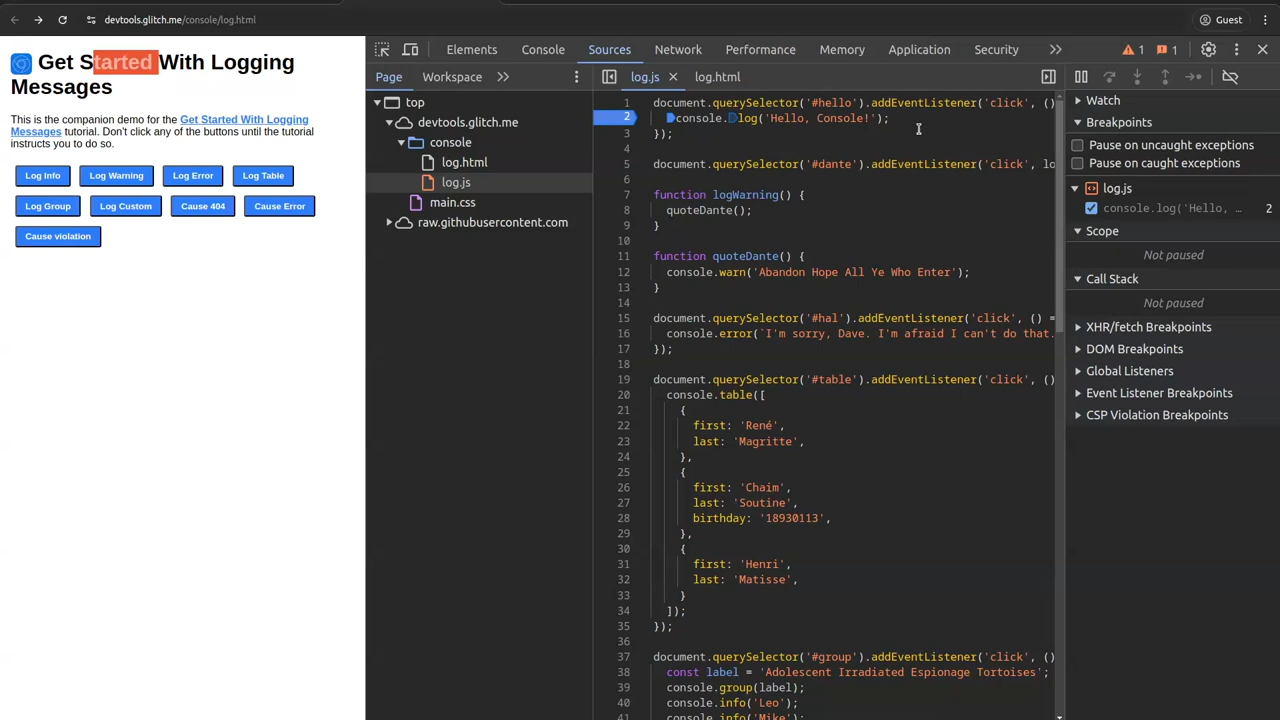 devtools.glitch.me/console/log.html
Guest
Get Started With Logging
Messages
This is the companion demo for the Get Started With Logging
Messages tutorial. Don't click any of the buttons until the tutorial
instructs you to do so.
Log Info
Log Warning
Log Error
Log Table
Log Group
Log Custom
Cause 404
Cause Error
Cause violation
Elements
Console
Sources
Network
Performance
Memory
Application
Security
1
1
Page
Workspace
top
devtools.glitch.me
console
log.html
log.js
main.css
raw.githubusercontent.com
log.js
log.html
1 document.querySelector('#hello').addEventListener('click', ()
2 console.log('Hello, Console!');
3 });
4
5 document.querySelector('#dante').addEventListener('click', lo
6
7 function logWarning() {
8 quoteDante();
9 }
10
11 function quoteDante() {
12 console.warn('Abandon Hope All Ye Who Enter');
13 }
14
15 document.querySelector('#hal').addEventListener('click', () =
16 console.error(`I'm sorry, Dave. I'm afraid I can't do that.
17 });
18
19 document.querySelector('#table').addEventListener('click', ()
20 console.table([
21 {
22 first: 'René',
23 last: 'Magritte',
24 },
25 {
26 first: 'Chaim',
27 last: 'Soutine',
28 birthday: '18930113',
29 },
30 {
31 first: 'Henri',
32 last: 'Matisse',
33 }
34 ]);
35 });
36
37 document.querySelector('#group').addEventListener('click', ()
38 const label = 'Adolescent Irradiated Espionage Tortoises';
39 console.group(label);
40 console.info('Leo');
41 console.info('Mike');
Watch
Breakpoints
Pause on uncaught exceptions
Pause on caught exceptions
log.js
console.log('Hello, … 2
Scope
Not paused
Call Stack
Not paused
XHR/fetch Breakpoints
DOM Breakpoints
Global Listeners
Event Listener Breakpoints
CSP Violation Breakpoints